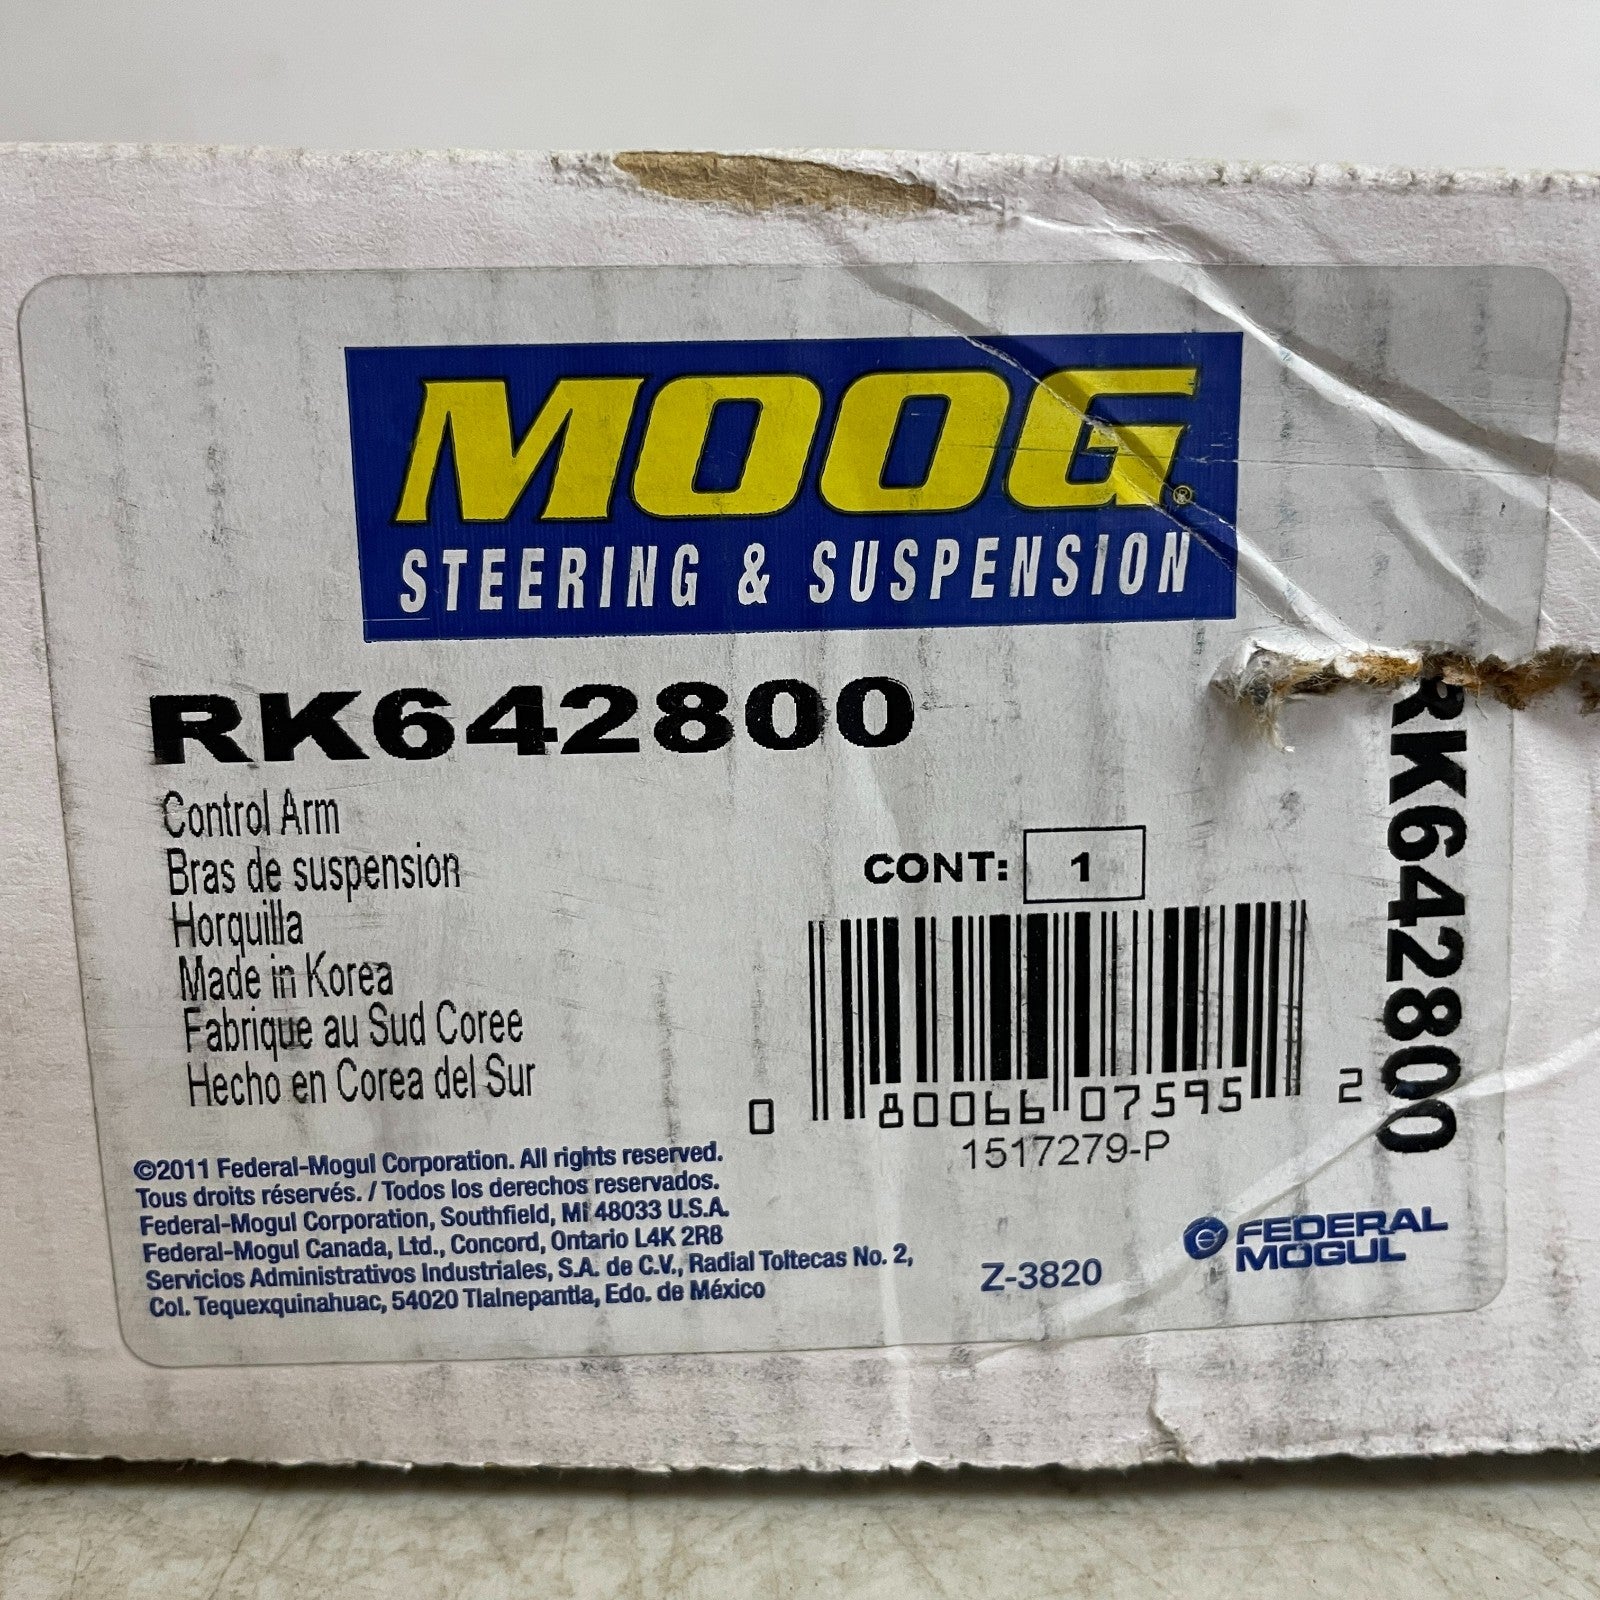 MOOG®
STEERING & SUSPENSION
RK642800
Control Arm
Bras de suspension
Horquilla
Made in Korea
Fabrique au Sud Coree
Hecho en Corea del Sur
CONT: 1
0 80066 07595 2
1517279-P
RK642800
©2011 Federal-Mogul Corporation. All rights reserved.
Tous droits réservés. / Todos los derechos reservados.
Federal-Mogul Corporation, Southfield, MI 48033 U.S.A.
Federal-Mogul Canada, Ltd., Concord, Ontario L4K 2R8
Servicios Administrativos Industriales, S.A. de C.V., Radial Toltecas No. 2,
Col. Tequexquinahuac, 54020 Tlalnepantla, Edo. de México
Z-3820
FEDERAL
MOGUL